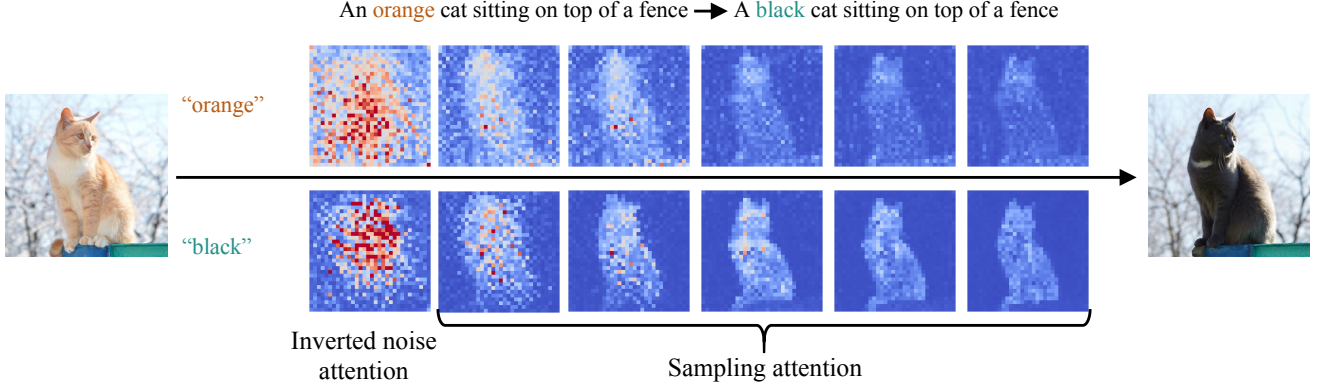 An orange cat sitting on top of a fence → A black cat sitting on top of a fence
“orange”
“black”
Inverted noise
attention
Sampling attention